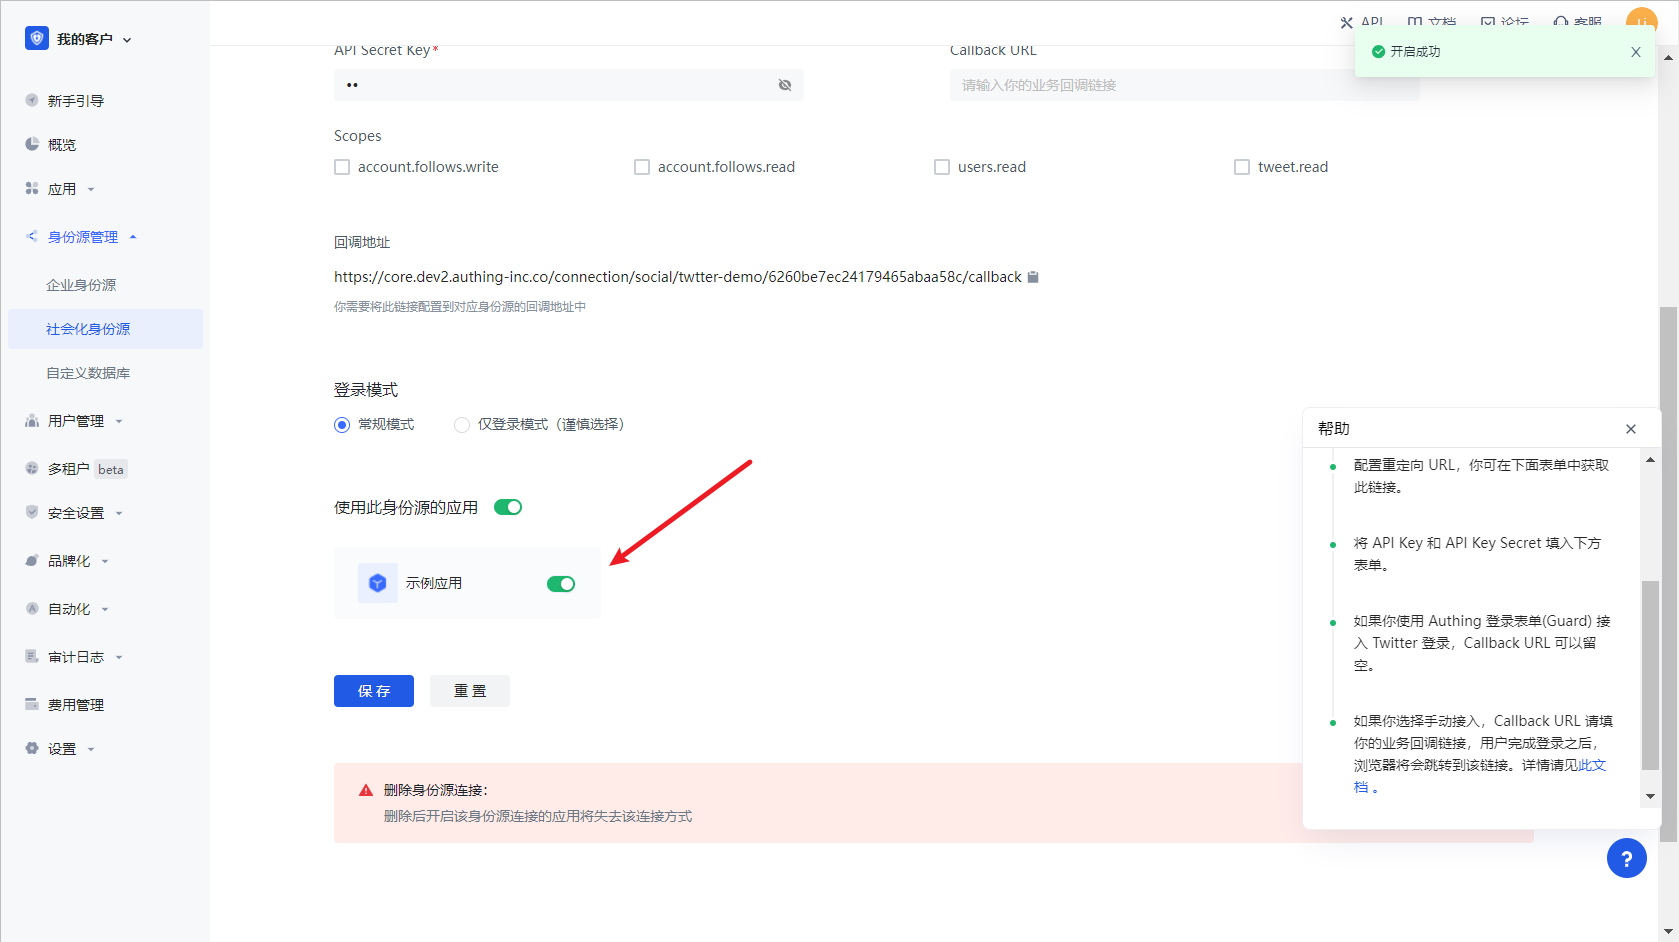 我的客户
新手引导
概览
应用
身份源管理
企业身份源
社会化身份源
自定义数据库
用户管理
多租户 beta
安全设置
品牌化
自动化
审计日志
费用管理
设置
API 文档 论坛 客服
开启成功
API Secret Key*
••
Callback URL
请输入你的业务回调链接
Scopes
account.follows.write
account.follows.read
users.read
tweet.read
回调地址
https://core.dev2.authing-inc.co/connection/social/twtter-demo/6260be7ec24179465abaa58c/callback
你需要将此链接配置到对应身份源的回调地址中
登录模式
常规模式
仅登录模式（谨慎选择）
使用此身份源的应用
示例应用
保存
重置
删除身份源连接：
删除后开启该身份源连接的应用将失去该连接方式
帮助
配置重定向 URL，你可在下面表单中获取
此链接。
将 API Key 和 API Key Secret 填入下方
表单。
如果你使用 Authing 登录表单(Guard) 接
入 Twitter 登录，Callback URL 可以留
空。
如果你选择手动接入，Callback URL 请填
你的业务回调链接，用户完成登录之后，
浏览器将会跳转到该链接。详情请见此文
档 。
?